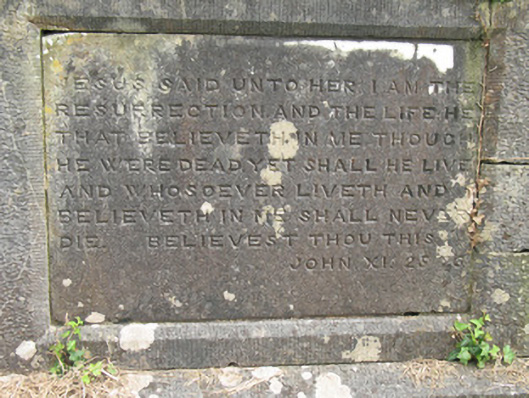 JESUS SAID UNTO HER. I AM THE
RESURRECTION AND THE LIFE: HE
THAT BELIEVETH IN ME THOUGH
HE WERE DEAD, YET SHALL HE LIVE
AND WHOSOEVER LIVETH AND
BELIEVETH IN ME SHALL NEVER
DIE. BELIEVEST THOU THIS
JOHN XI. 25